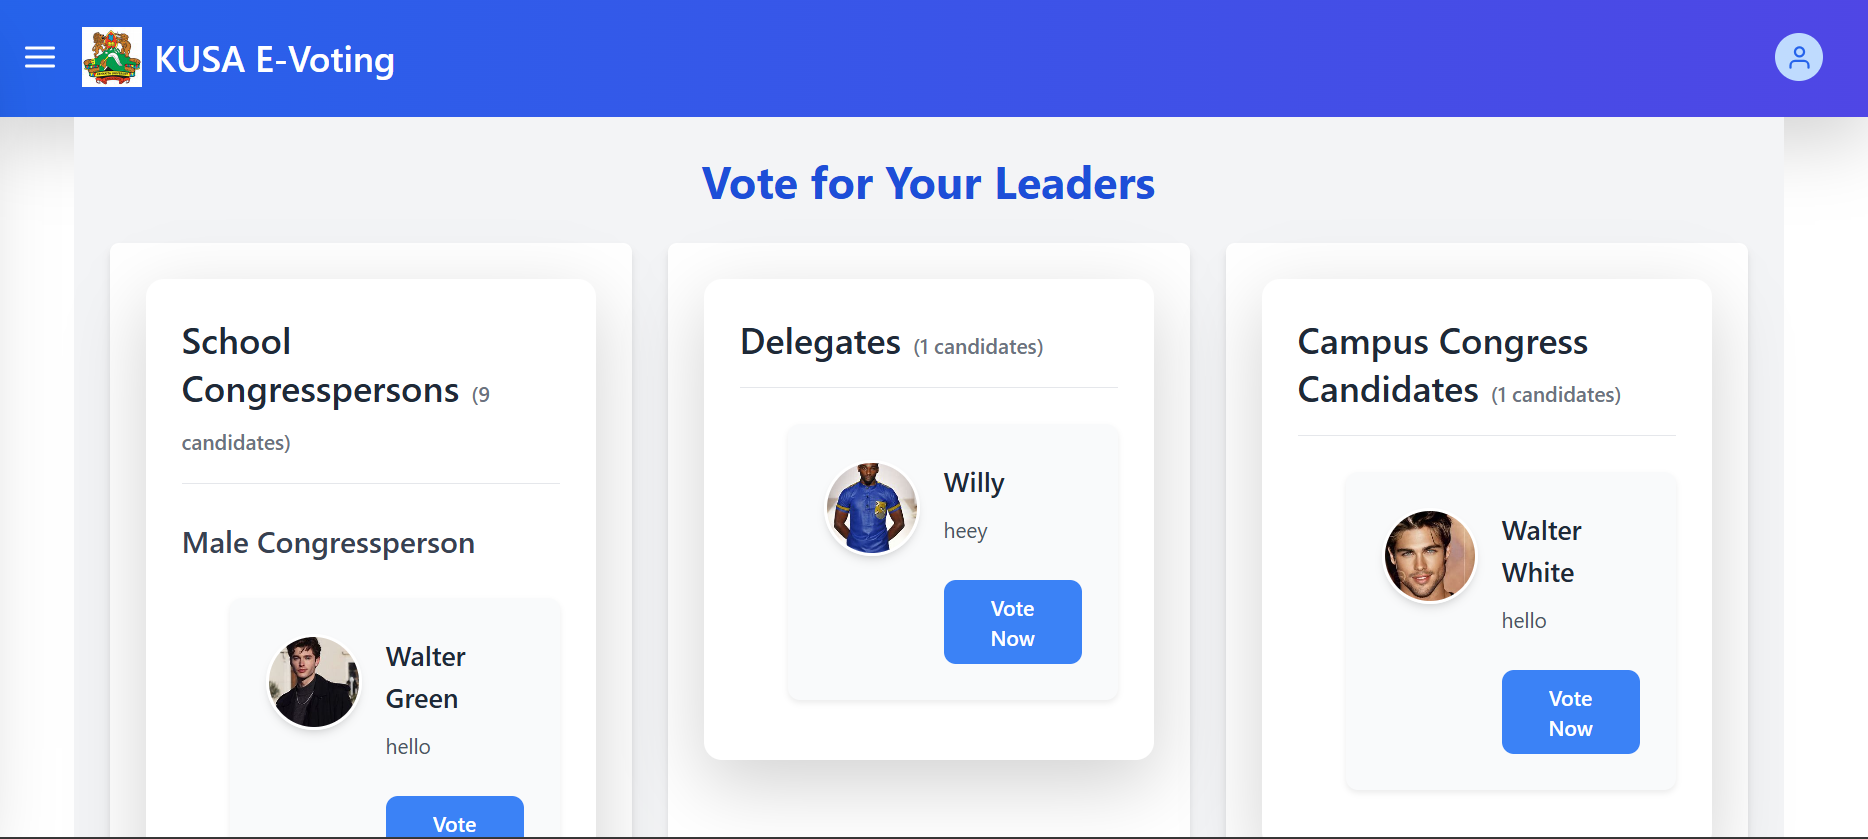 KUSA E-Voting
Vote for Your Leaders
School
Congresspersons (9
candidates)
Male Congressperson
Walter
Green
hello
Vote
Delegates (1 candidates)
Willy
heey
Vote
Now
Campus Congress
Candidates (1 candidates)
Walter
White
hello
Vote
Now